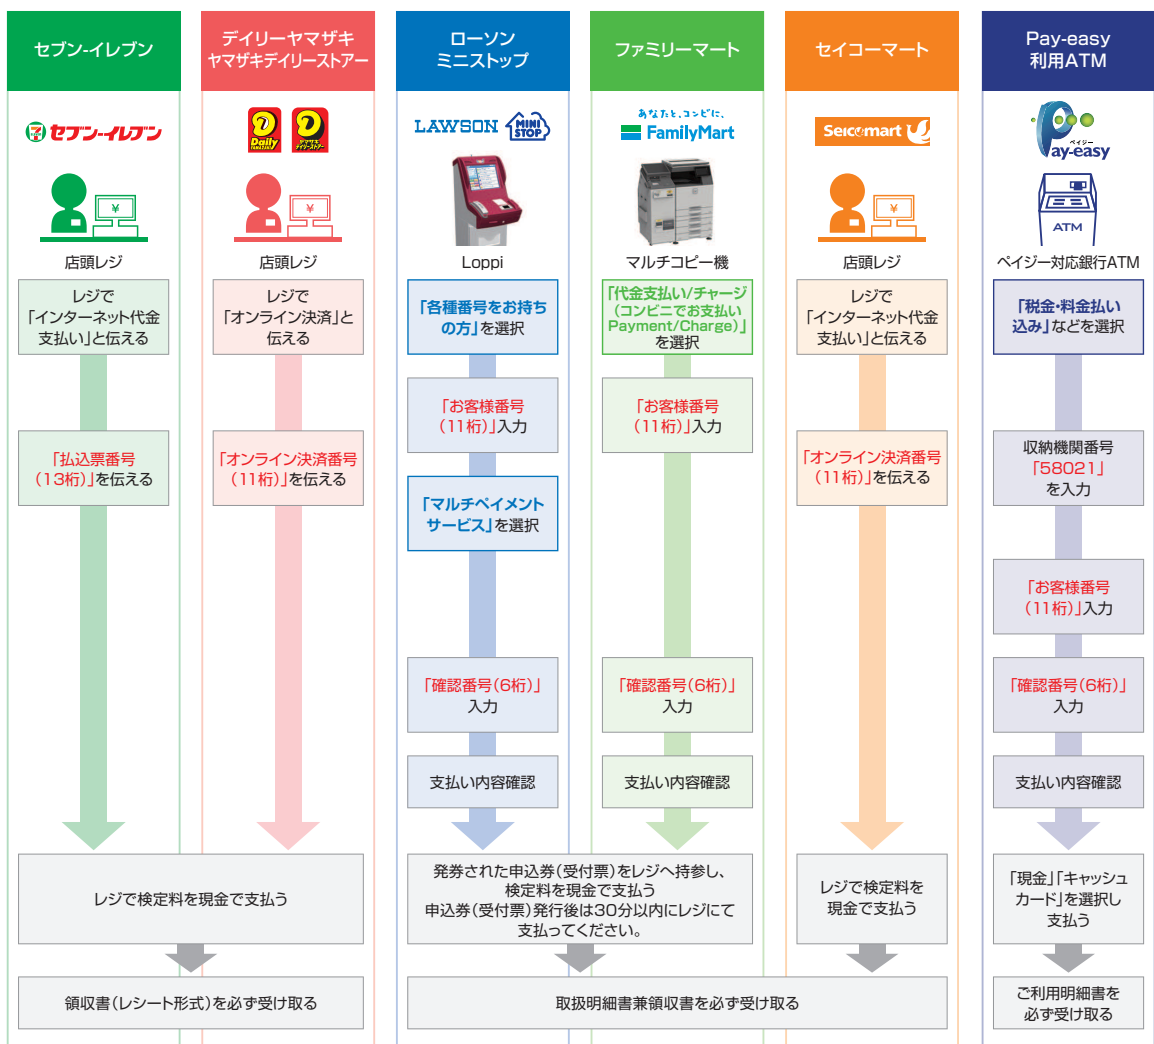 セブン-イレブン
セブン-イレブン
¥
店頭レジ
レジで
「インターネット代金
支払い」と伝える
「払込票番号
(13桁)」を伝える
デイリーヤマザキ
ヤマザキデイリーストアー
Daily
YAMAZAKI
¥
店頭レジ
レジで
「オンライン決済」と
伝える
「オンライン決済番号
(11桁)」を伝える
レジで検定料を現金で支払う
領収書(レシート形式)を必ず受け取る
ローソン
ミニストップ
LAWSON
MINI
STOP
Loppi
「各種番号をお持ち
の方」を選択
「お客様番号
(11桁)」入力
「マルチペイメント
サービス」を選択
「確認番号(6桁)」
入力
支払い内容確認
ファミリーマート
あなたと、コンビに、
FamilyMart
マルチコピー機
「代金支払い/チャージ
(コンビニでお支払い
Payment/Charge)」
を選択
「お客様番号
(11桁)」入力
「確認番号(6桁)」
入力
支払い内容確認
発券された申込券(受付票)をレジへ持参し、
検定料を現金で支払う
申込券(受付票)発行後は30分以内にレジにて
支払ってください。
セイコーマート
Seicomart
¥
店頭レジ
レジで
「インターネット代金
支払い」と伝える
「オンライン決済番号
(11桁)」を伝える
レジで検定料を
現金で支払う
取扱明細書兼領収書を必ず受け取る
Pay-easy
利用ATM
ペイジー
Pay-easy
ATM
ペイジー対応銀行ATM
「税金・料金払い
込み」などを選択
収納機関番号
「58021」
を入力
「お客様番号
(11桁)」入力
「確認番号(6桁)」
入力
支払い内容確認
「現金」「キャッシュ
カード」を選択し
支払う
ご利用明細書を
必ず受け取る